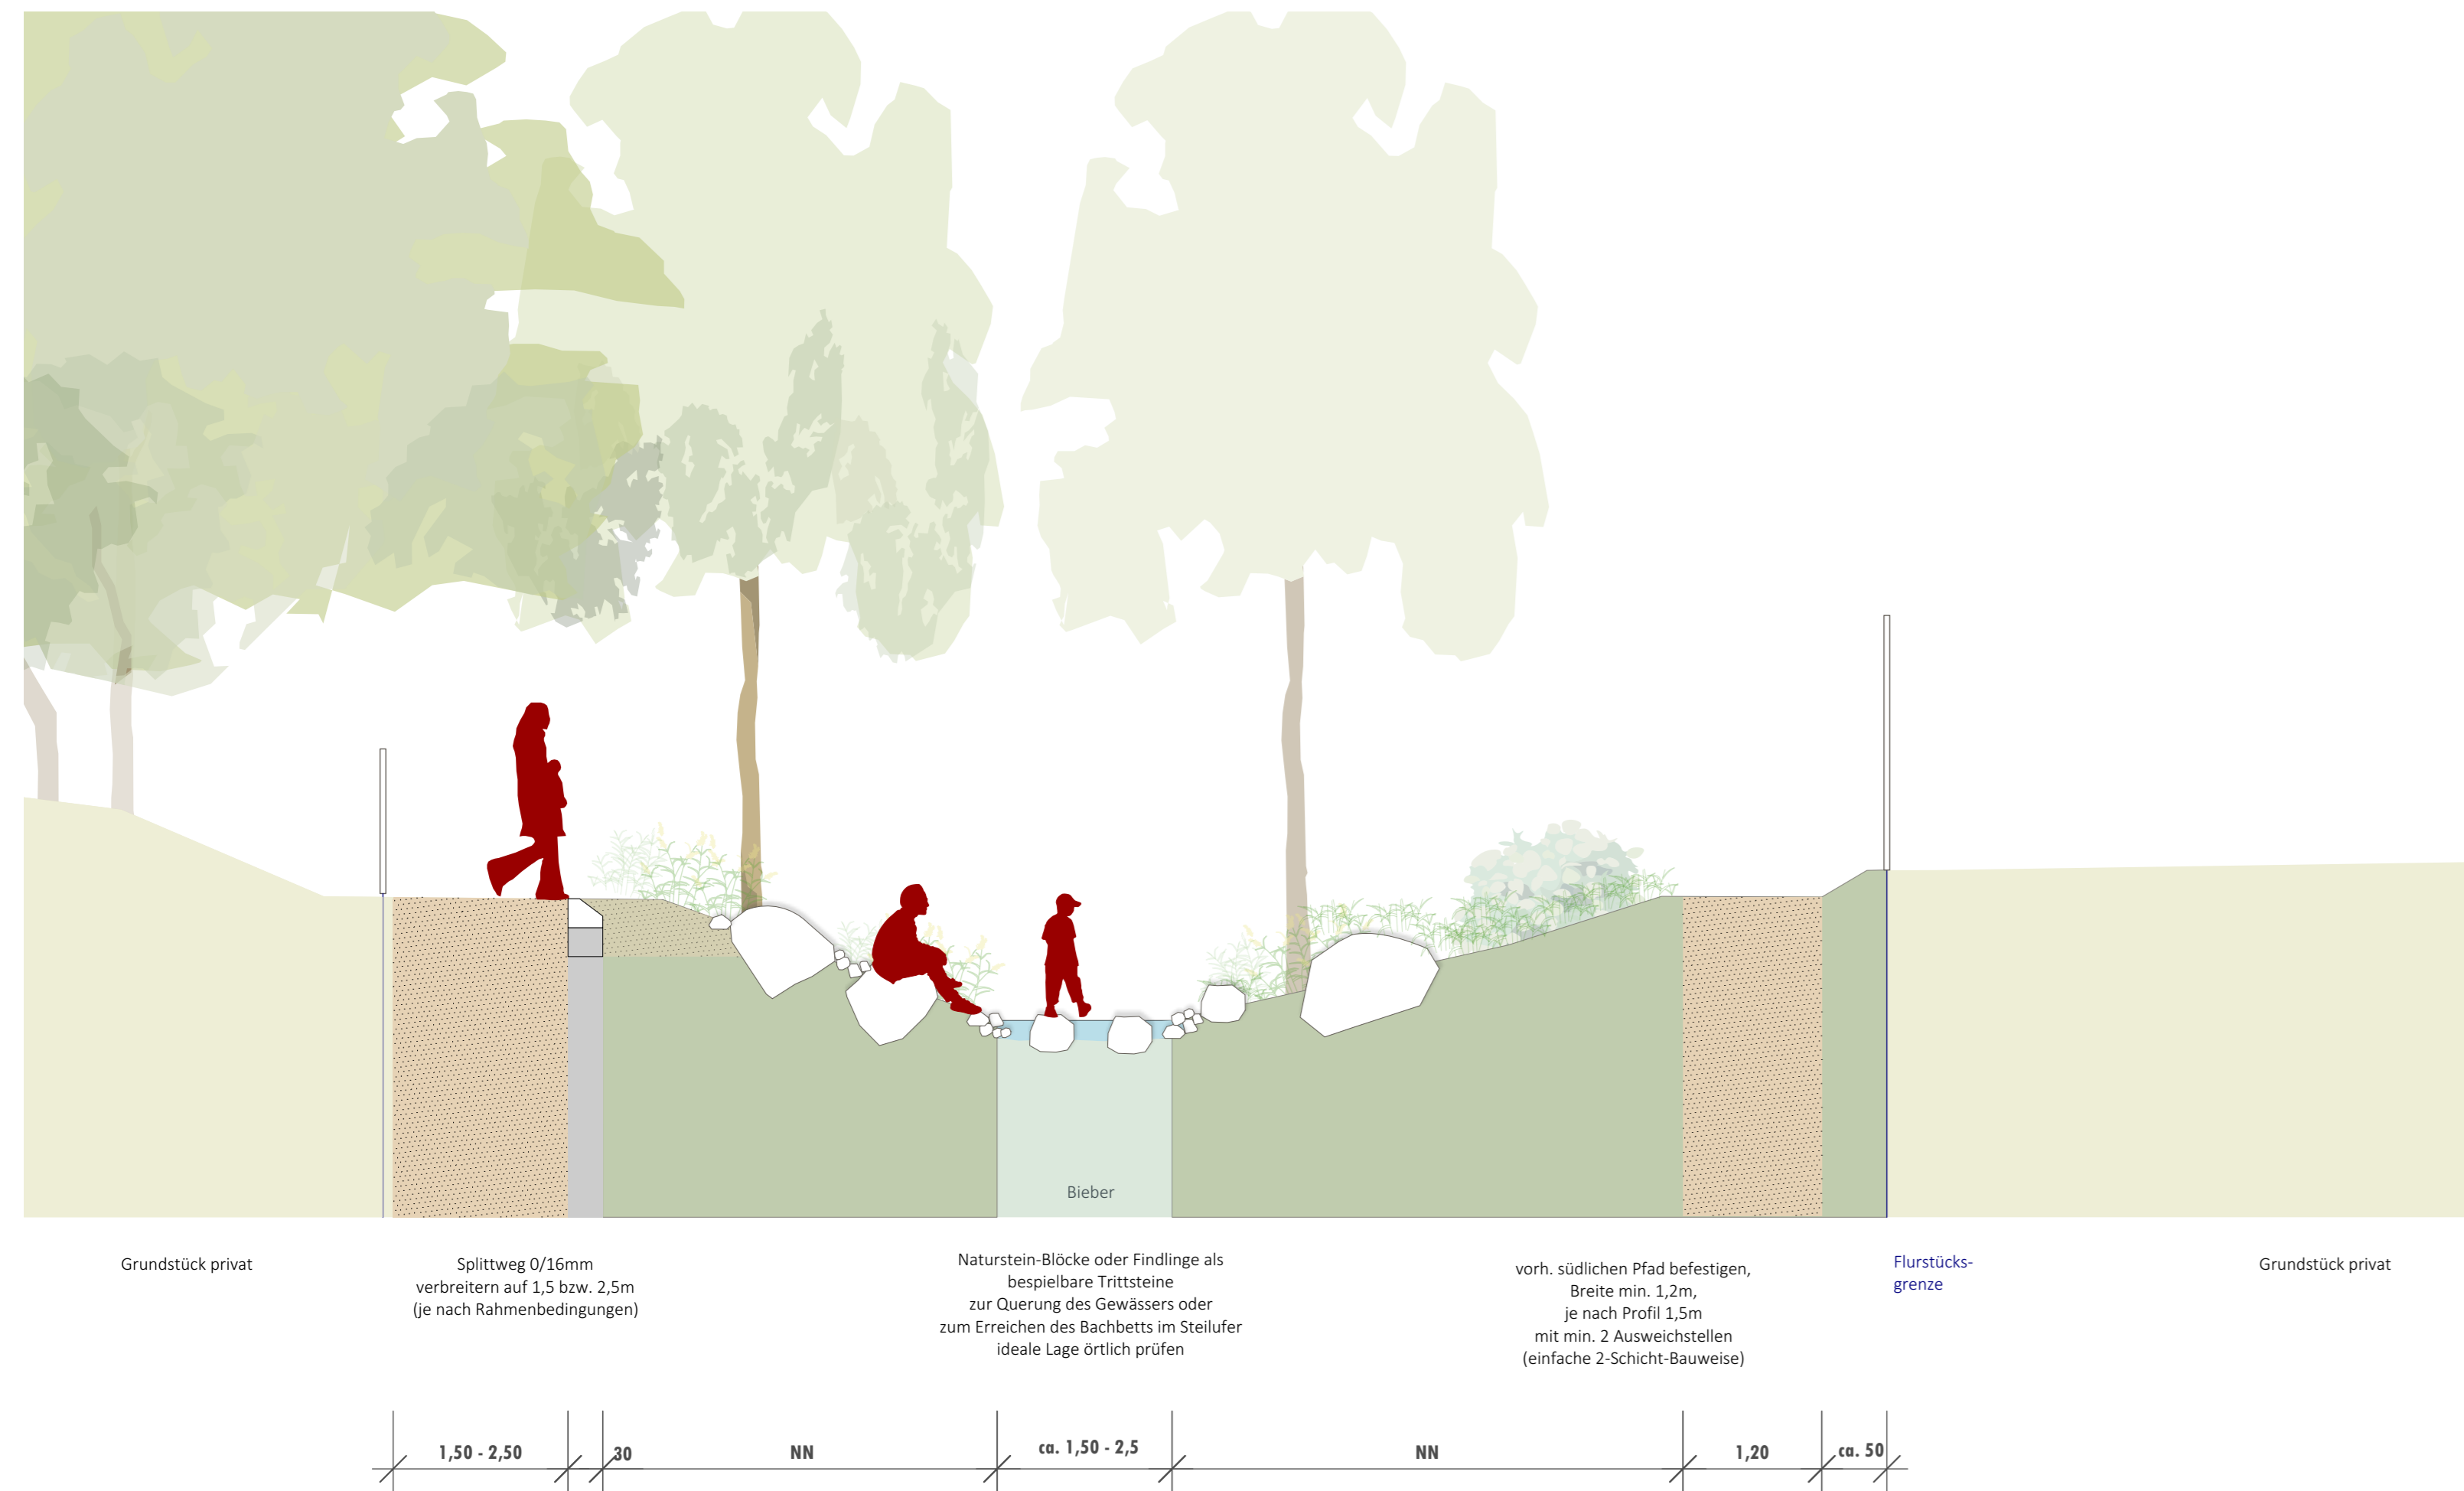 Bieber
Grundstück privat
Splittweg 0/16mm
verbreitern auf 1,5 bzw. 2,5m
(je nach Rahmenbedingungen)
Naturstein-Blöcke oder Findlinge als
bespielbare Trittsteine
zur Querung des Gewässers oder
zum Erreichen des Bachbetts im Steilufer
ideale Lage örtlich prüfen
vorh. südlichen Pfad befestigen,
Breite min. 1,2m,
je nach Profil 1,5m
mit min. 2 Ausweichstellen
(einfache 2-Schicht-Bauweise)
Flurstücks-
grenze
Grundstück privat
1,50 - 2,50
30
NN
ca. 1,50 - 2,5
NN
1,20
ca. 50